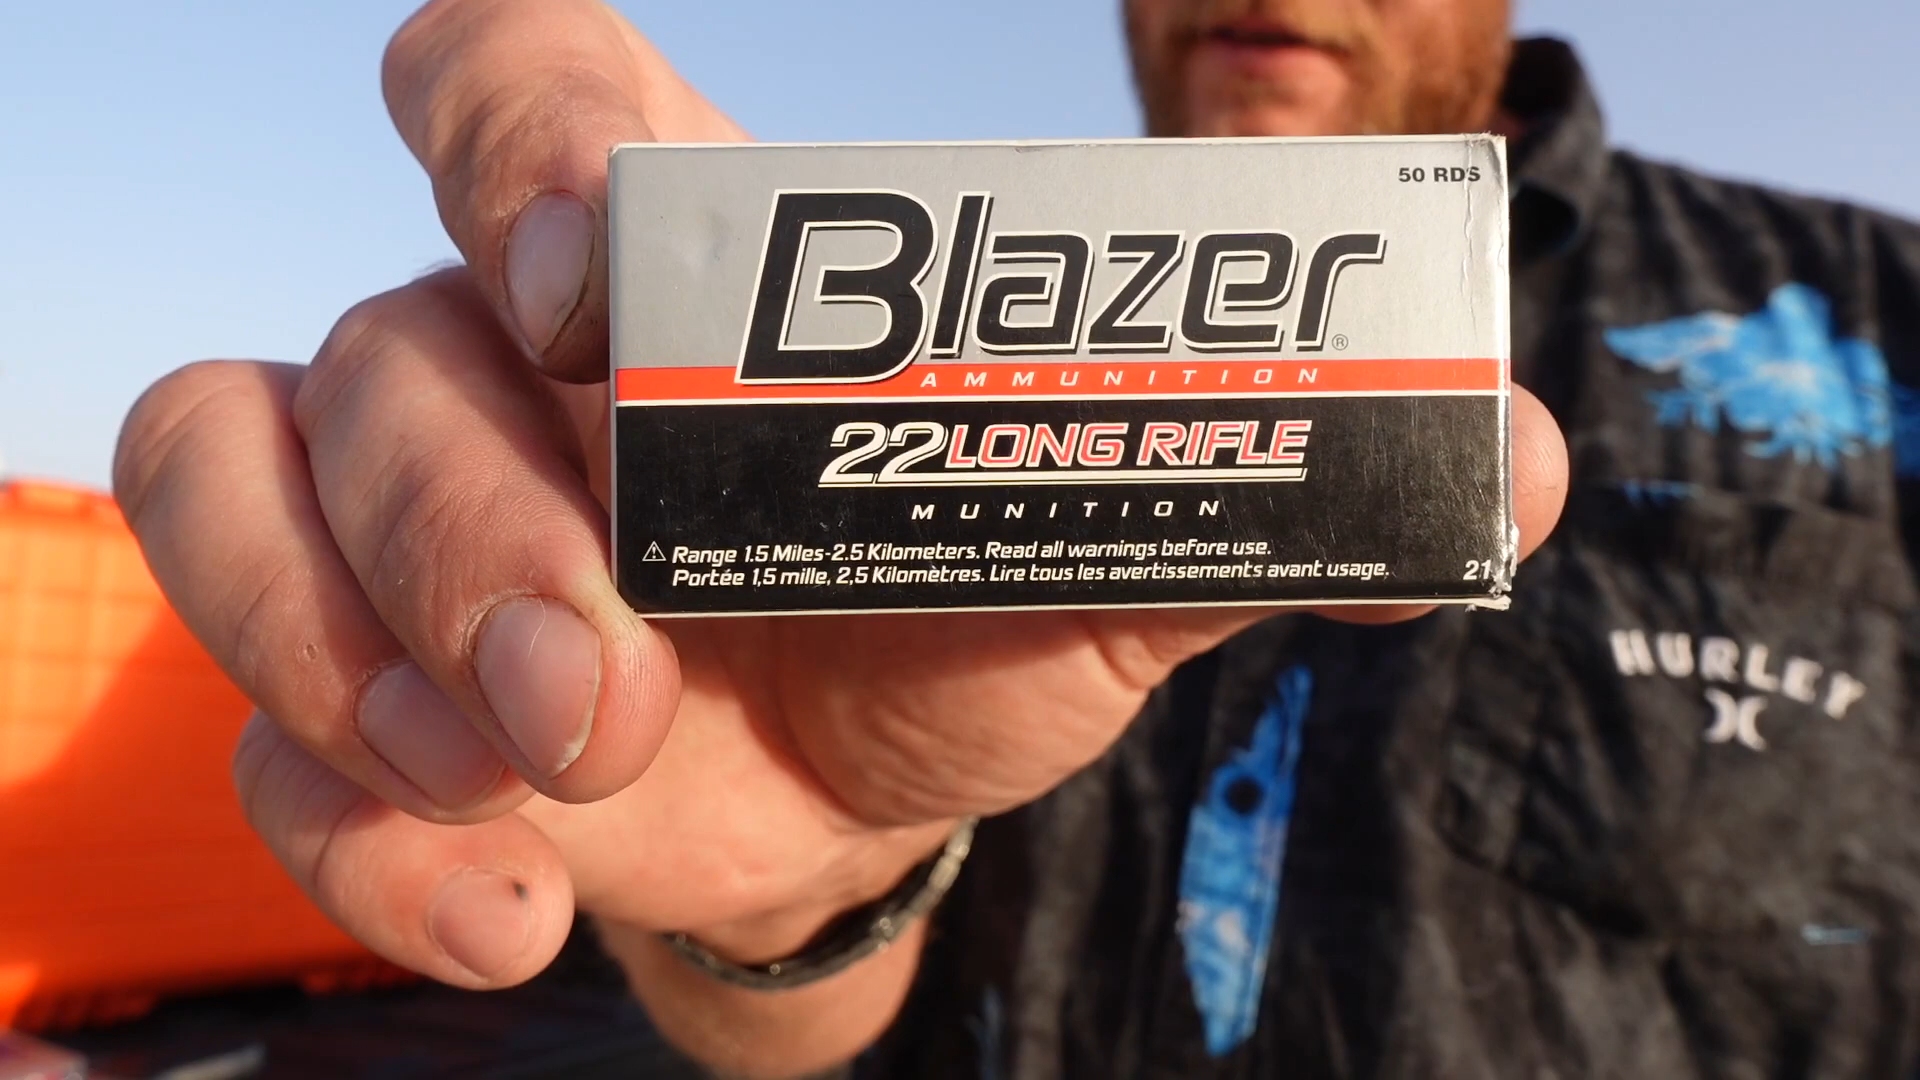 50 RDS
Blazer®
AMMUNITION
22 LONG RIFLE
MUNITION
⚠ Range 1.5 Miles-2.5 Kilometers. Read all warnings before use.
Portée 1,5 mille, 2,5 Kilomètres. Lire tous les avertissements avant usage.
HURLEY